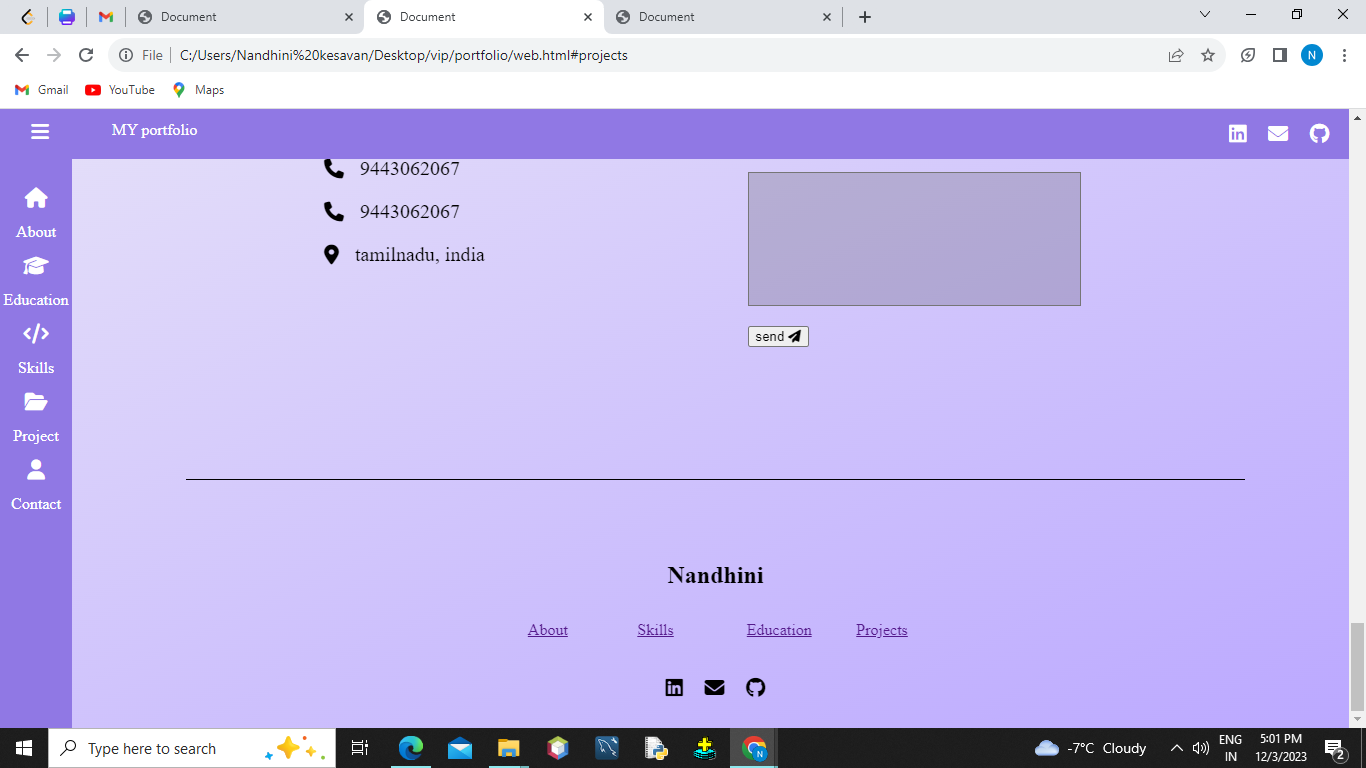 Document
Document
Document
N
File
C:/Users/Nandhini%20kesavan/Desktop/vip/portfolio/web.html#projects
Gmail
YouTube
Maps
MY portfolio
About
Education
Skills
Project
Contact
9443062067
9443062067
tamilnadu, india
send
Nandhini
About Skills Education Projects
Type here to search
-7°C Cloudy
ENG
IN
5:01 PM
12/3/2023
2